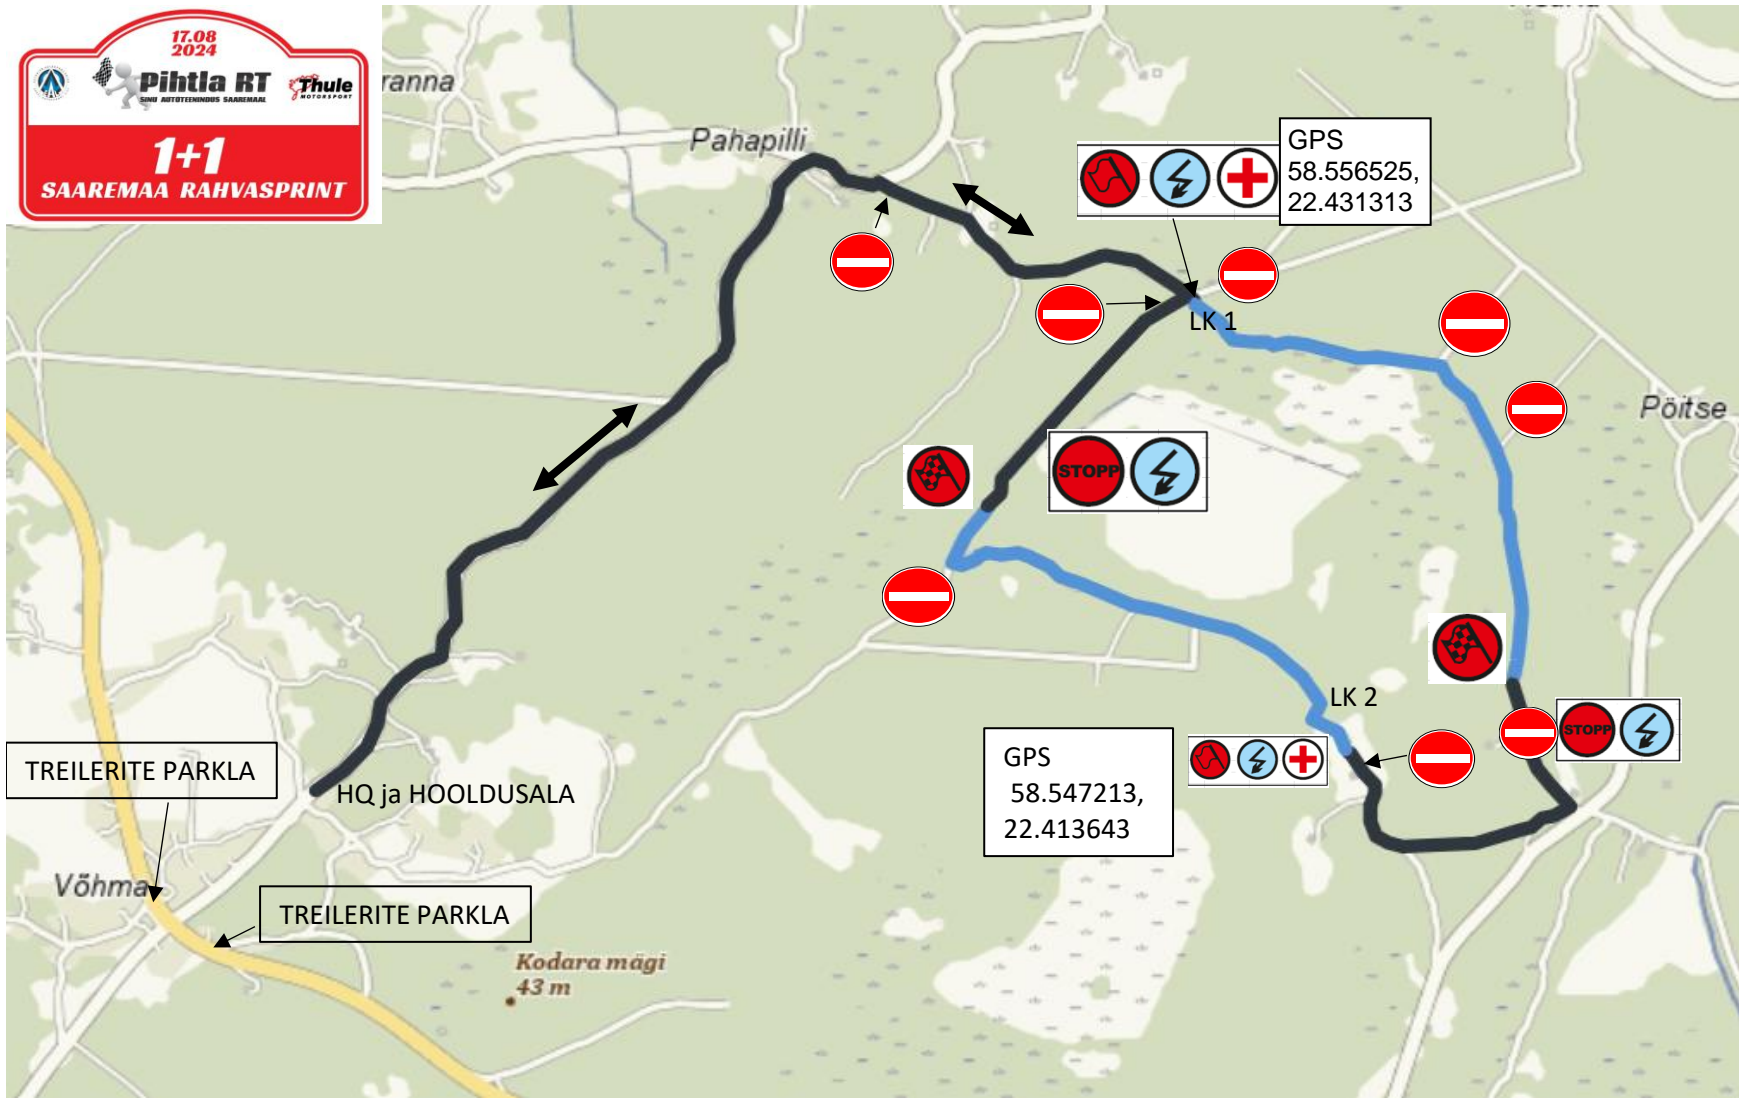 17.08
2024
Pihtla RT
SINU AUTOTEENINDUS SAAREMAAL
Thule
MOTORSPORT
1+1
SAAREMAA RAHVASPRINT
ranna
Pahapilli
GPS
58.556525,
22.431313
LK 1
Pöitse
STOPP
LK 2
STOPP
GPS
58.547213,
22.413643
TREILERITE PARKLA
HQ ja HOOLDUSALA
Võhma
TREILERITE PARKLA
Kodara mägi
43 m